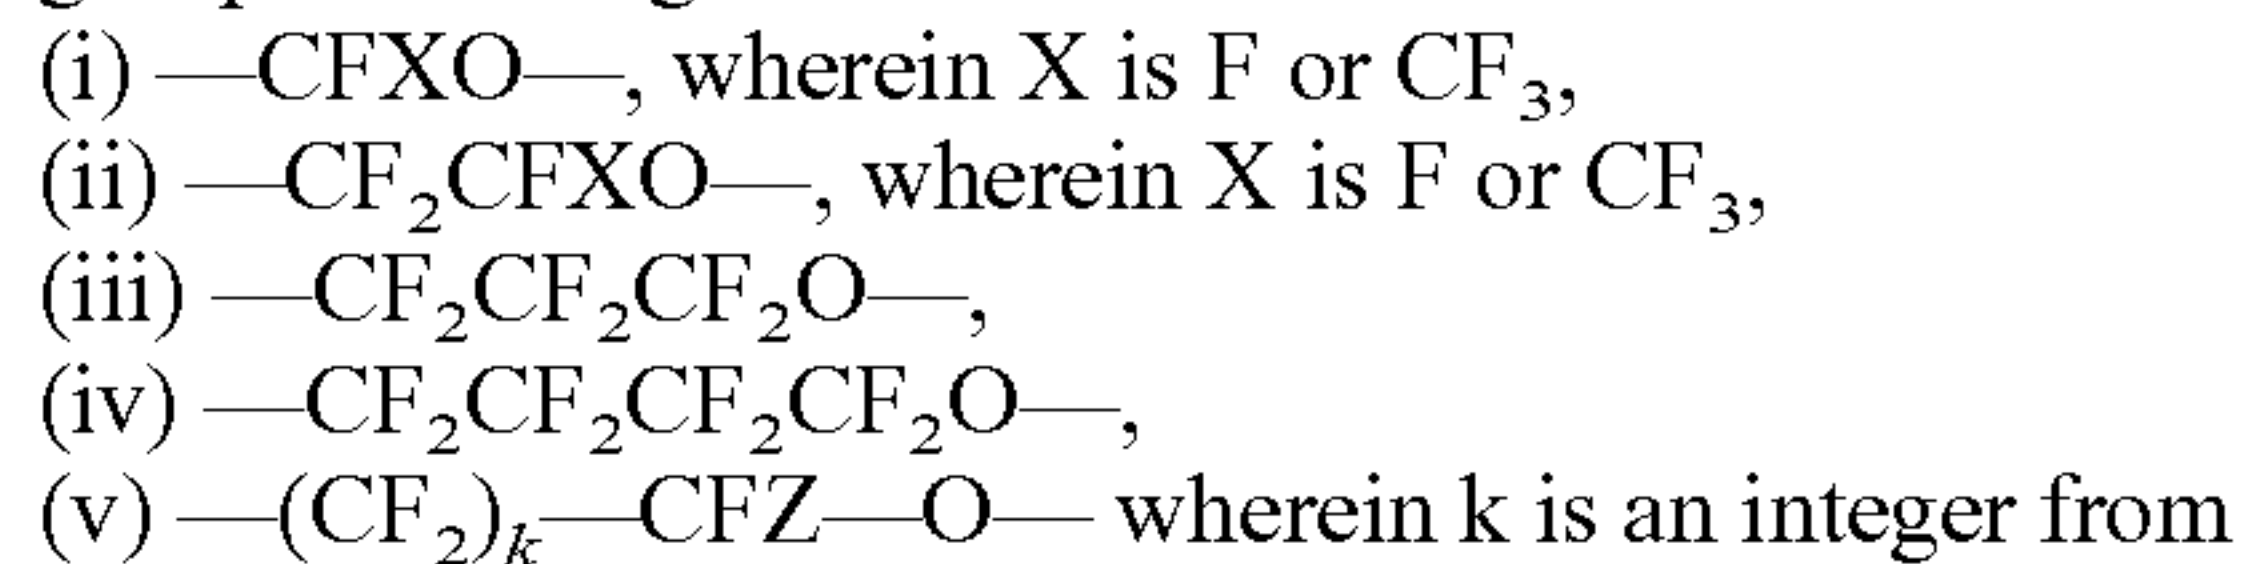 (i) —CFXO—, wherein X is F or CF₃,
(ii) —CF₂CFXO—, wherein X is F or CF₃,
(iii) —CF₂CF₂CF₂O—,
(iv) —CF₂CF₂CF₂CF₂O—,
(v) —(CF₂)ₖ—CFZ—O— wherein k is an integer from